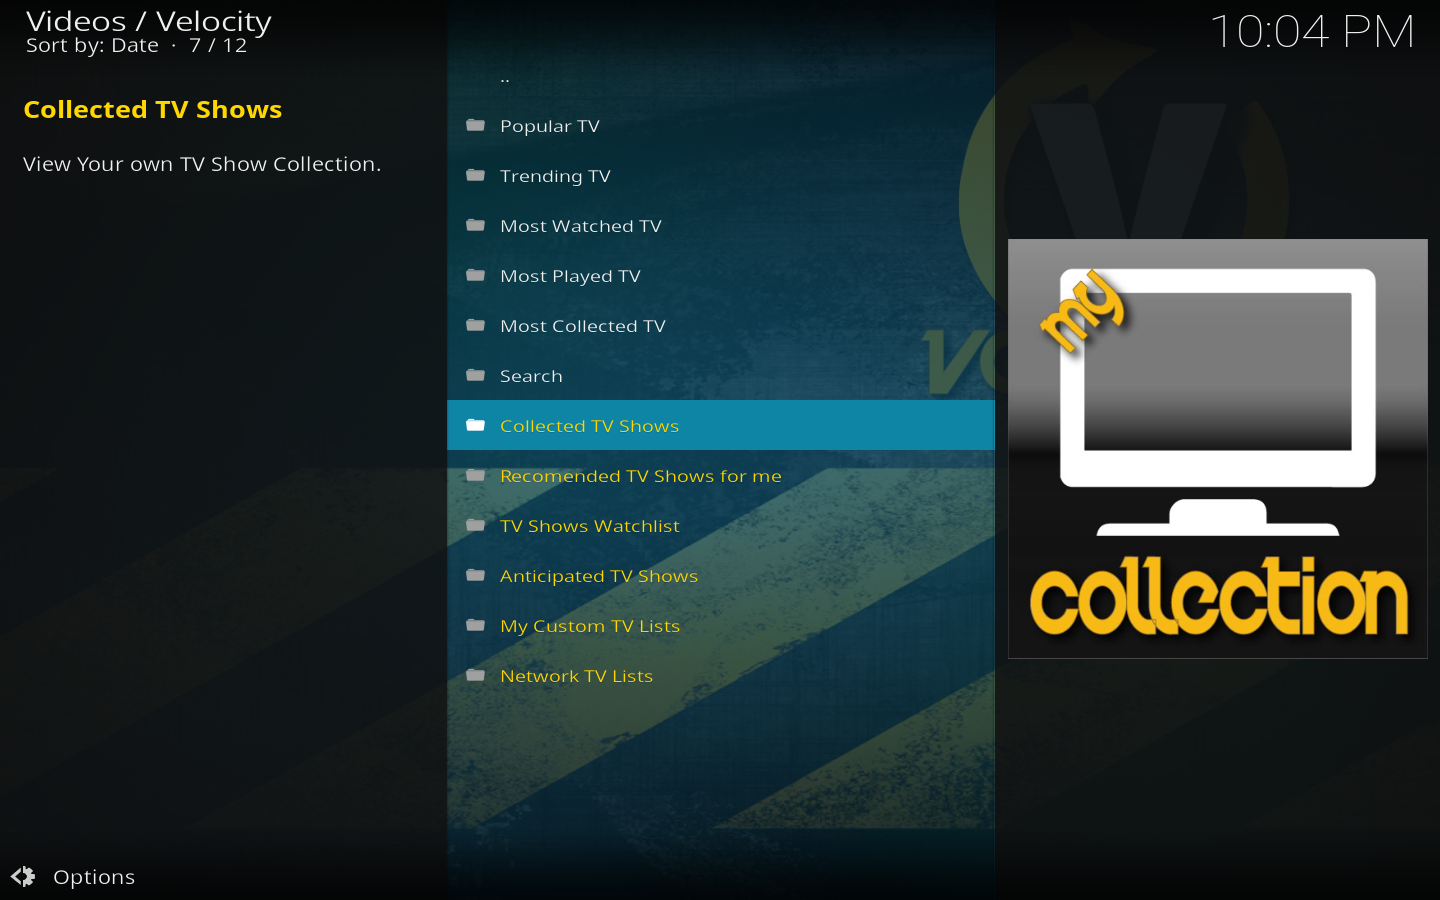 Videos / Velocity
Sort by: Date · 7 / 12
10:04 PM
Collected TV Shows
View Your own TV Show Collection.
..
Popular TV
Trending TV
Most Watched TV
Most Played TV
Most Collected TV
Search
Collected TV Shows
Recomended TV Shows for me
TV Shows Watchlist
Anticipated TV Shows
My Custom TV Lists
Network TV Lists
V
my
collection
Options